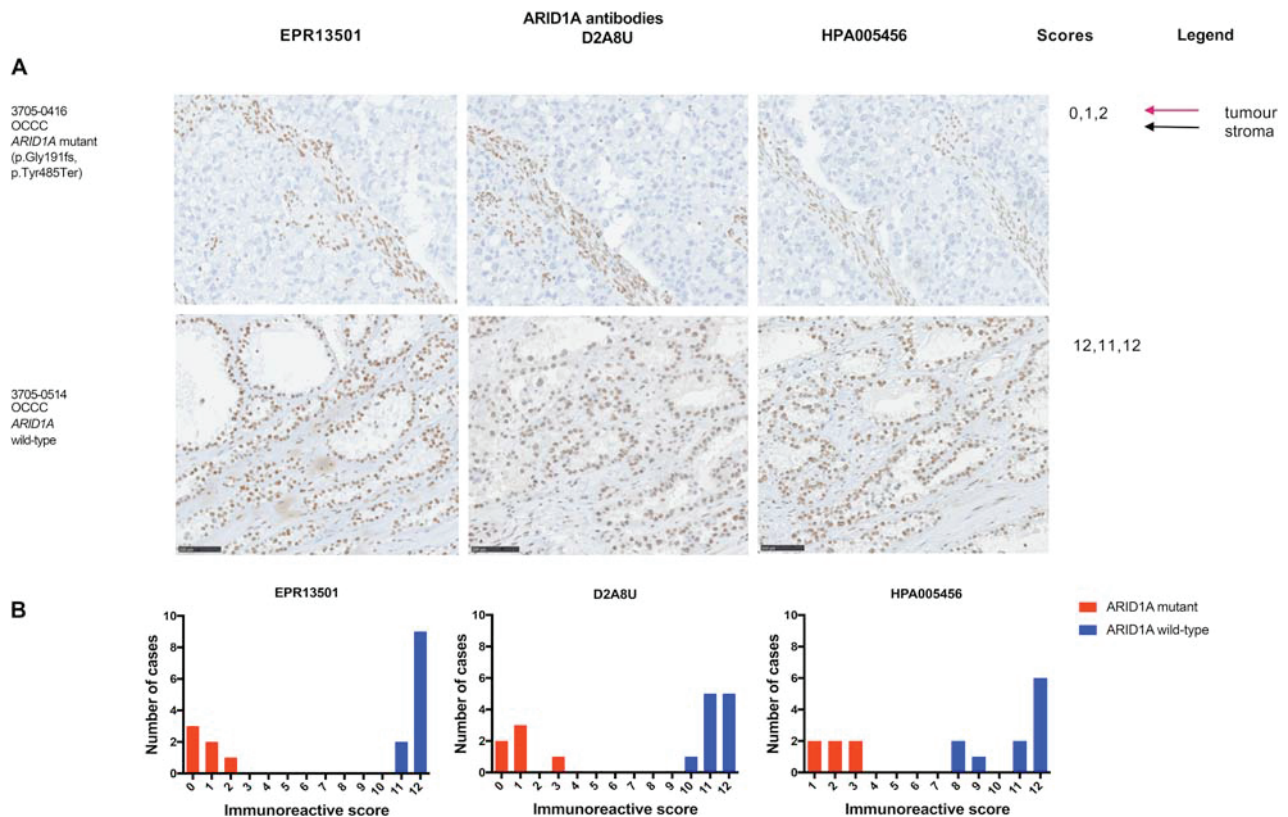 ARID1A antibodies
EPR13501 D2A8U HPA005456 Scores Legend
A
3705-0416
OCCC
ARID1A mutant
(p.Gly191fs,
p.Tyr485Ter)
0,1,2
tumour
stroma
3705-0514
OCCC
ARID1A
wild-type
12,11,12
B
EPR13501
Number of cases
10
8
6
4
2
0
0 1 2 3 4 5 6 7 8 9 10 11 12
Immunoreactive score
D2A8U
Number of cases
10
8
6
4
2
0
0 1 2 3 4 5 6 7 8 9 10 11 12
Immunoreactive score
HPA005456
Number of cases
10
8
6
4
2
0
1 2 3 4 5 6 7 8 9 10 11 12
Immunoreactive score
ARID1A mutant
ARID1A wild-type